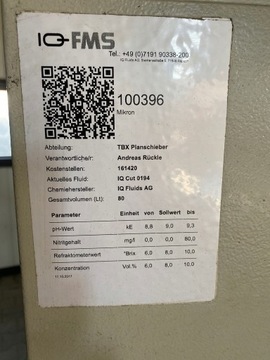 IQ-FMS
Tel.: +49 (0)7191 90336-200
100396
Mikron
Abteilung: TBX Planschieber
Verantwortlicher: Andreas Rückle
Kostenstellen: 161420
Aktuelles Fluid: IQ Cut 0194
Chemiehersteller: IQ Fluids AG
Gesamtvolumen (Lt): 80
Parameter Einheit von Sollwert bis
pH-Wert kE 8,8 9,0 9,3
Nitritgehalt mg/l 0,0 0,0 80,0
Refraktometerwert °Brix 6,0 8,0 10,0
Konzentration Vol.% 6,0 8,0 10,0